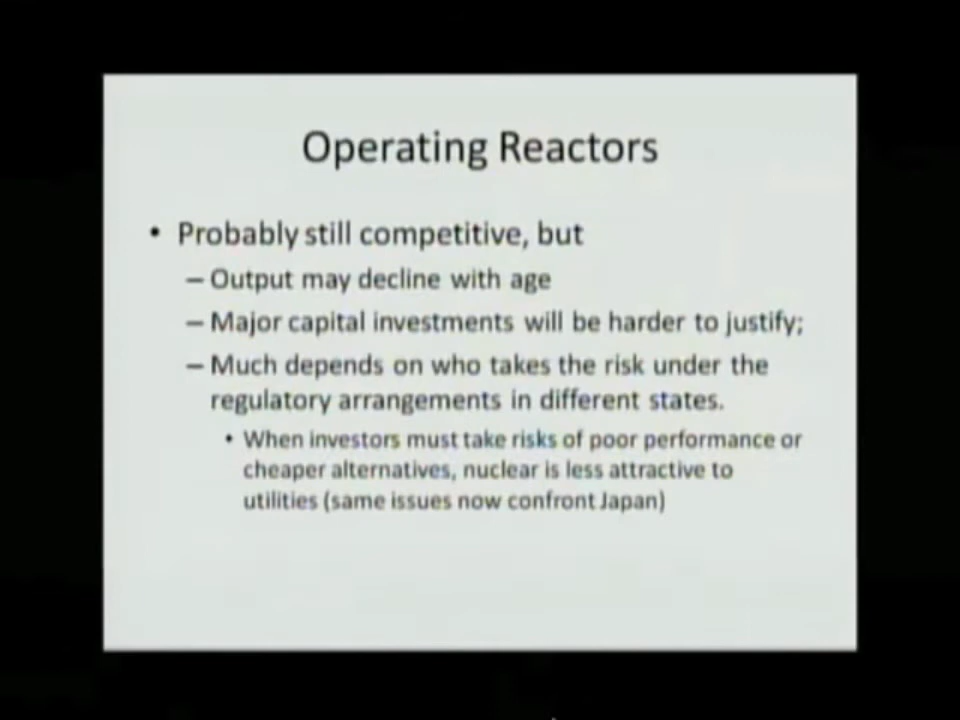 Operating Reactors
• Probably still competitive, but
– Output may decline with age
– Major capital investments will be harder to justify;
– Much depends on who takes the risk under the
regulatory arrangements in different states.
• When investors must take risks of poor performance or
cheaper alternatives, nuclear is less attractive to
utilities (same issues now confront Japan)